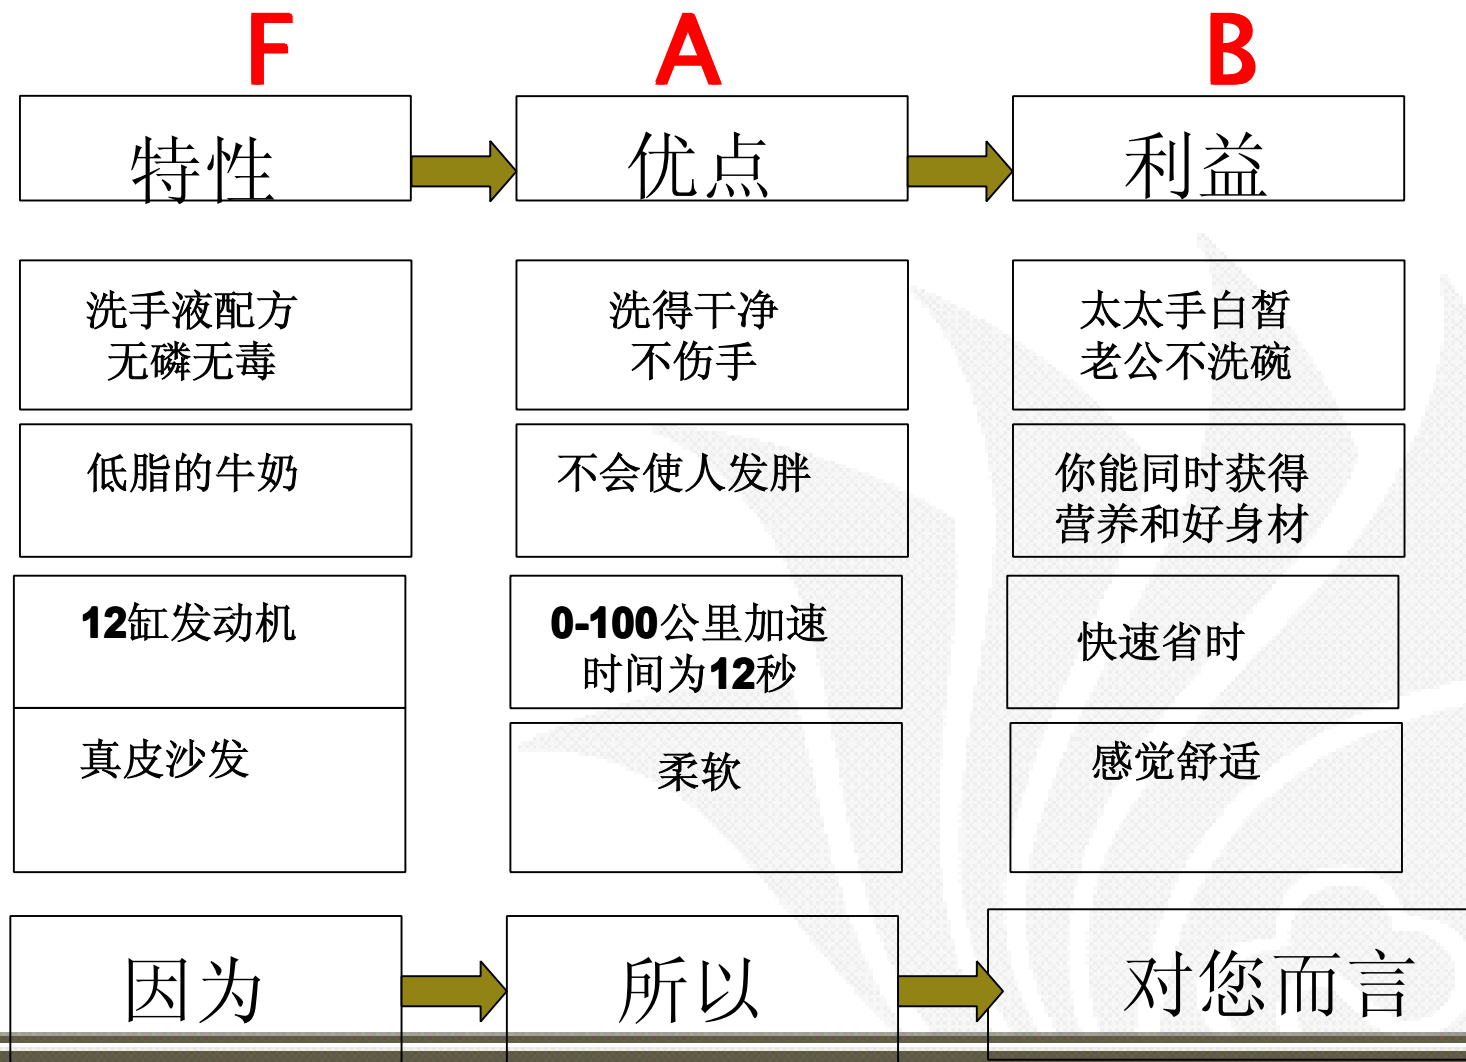 F
A
B
特性
优点
利益
洗手液配方
无磷无毒
洗得干净
不伤手
太太手白皙
老公不洗碗
低脂的牛奶
不会使人发胖
你能同时获得
营养和好身材
12缸发动机
0-100公里加速
时间为12秒
快速省时
真皮沙发
柔软
感觉舒适
因为
所以
对您而言